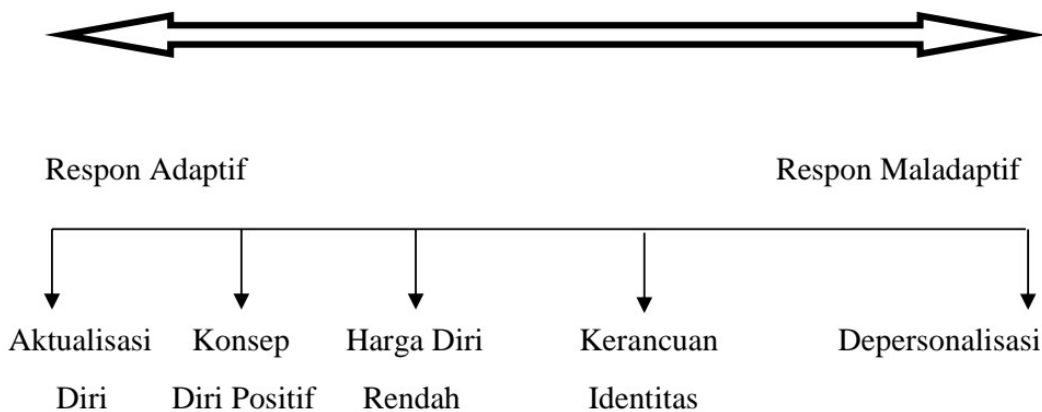 Respon Adaptif Respon Maladaptif
Aktualisasi Konsep Harga Diri Kerancuan Depersonalisasi
Diri Diri Positif Rendah Identitas